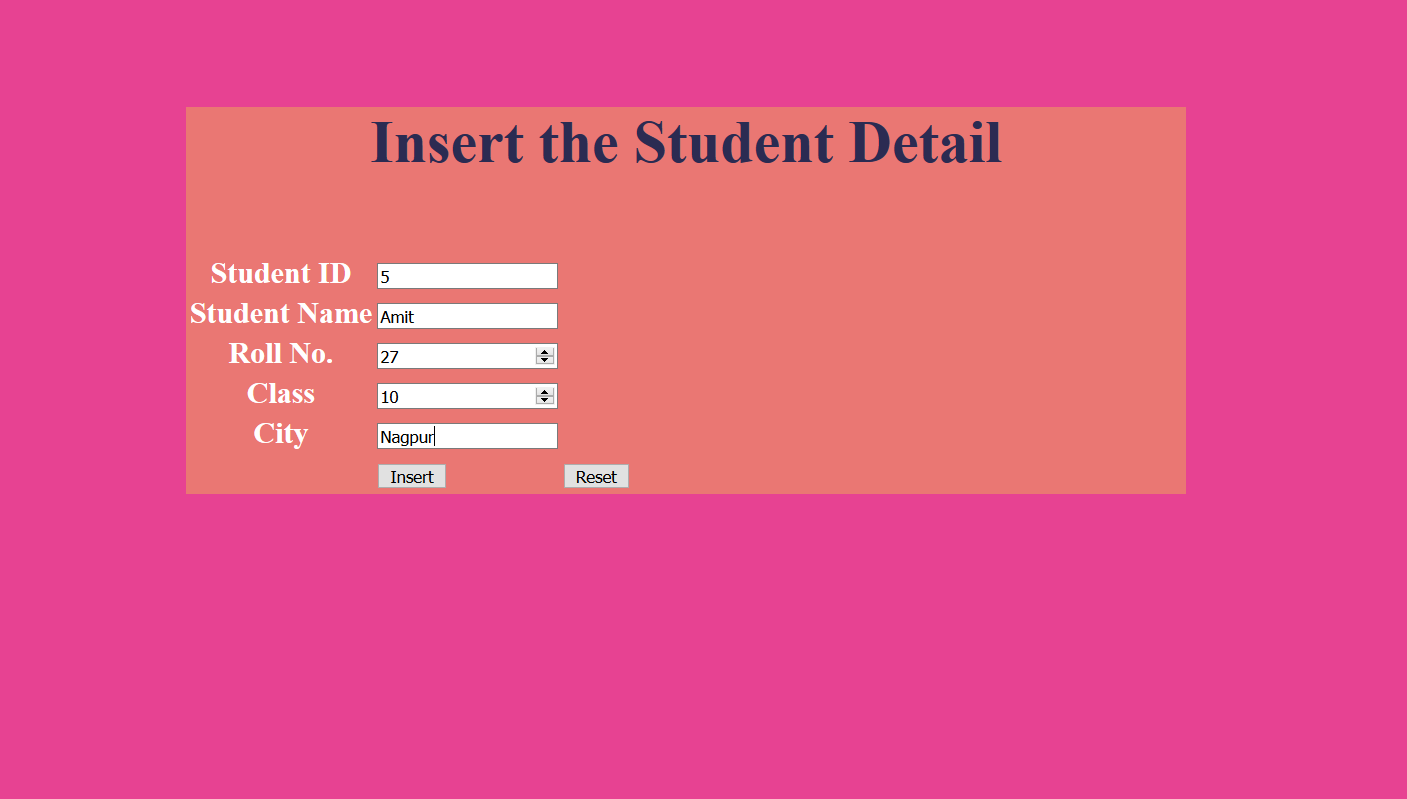 Insert the Student Detail
Student ID 5
Student Name Amit
Roll No. 27
Class 10
City Nagpur
Insert Reset